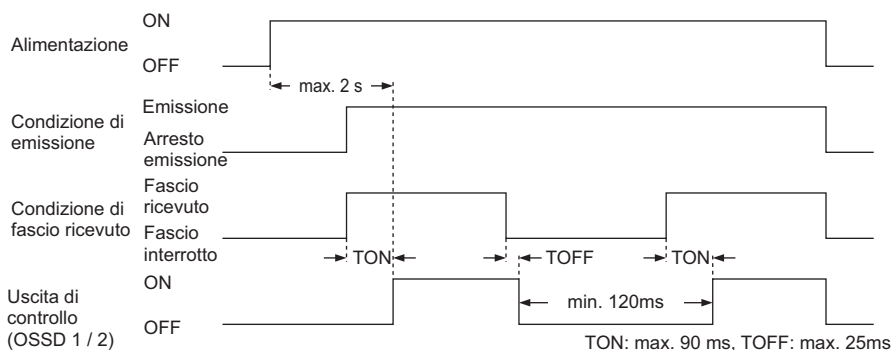 ON
Alimentazione
OFF
max. 2 s
Emissione
Condizione di
emissione
Arresto
emissione
Fascio
ricevuto
Condizione di
fascio ricevuto
Fascio
interrotto
TON
TOFF
TON
ON
Uscita di
controllo
(OSSD 1 / 2)
OFF
min. 120ms
TON: max. 90 ms, TOFF: max. 25ms